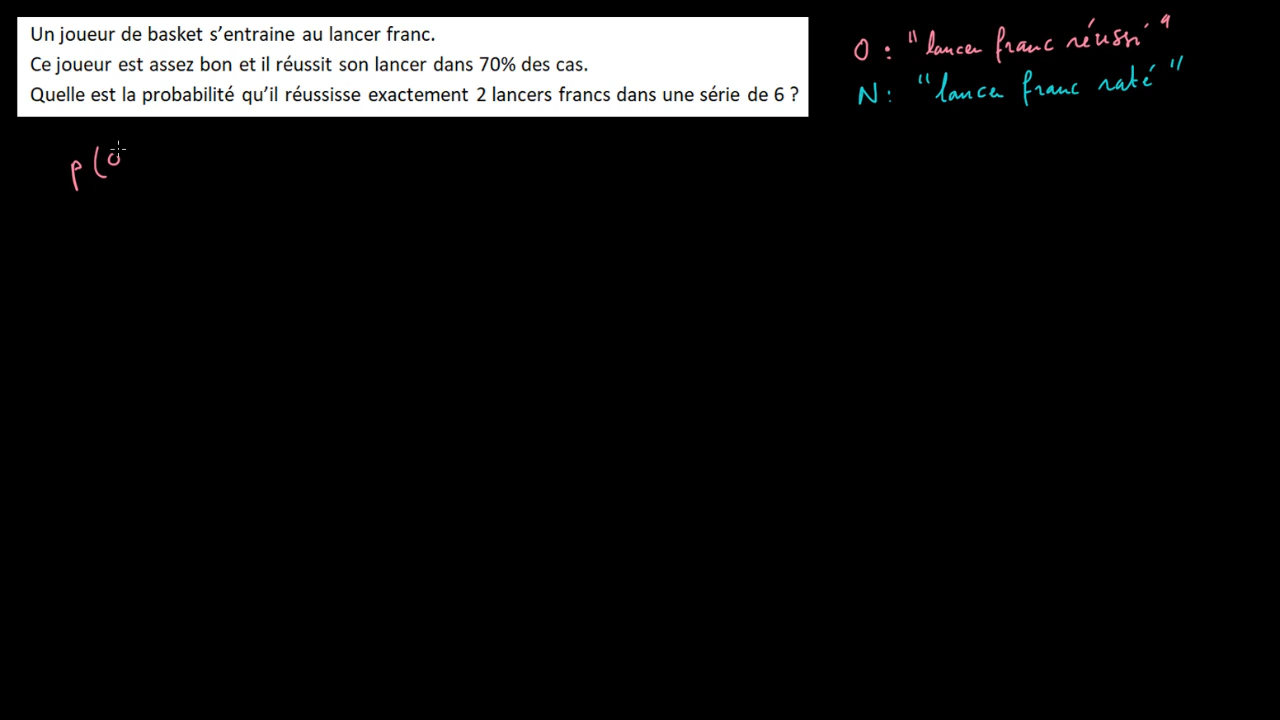 Un joueur de basket s’entraine au lancer franc.
Ce joueur est assez bon et il réussit son lancer dans 70% des cas.
Quelle est la probabilité qu’il réussisse exactement 2 lancers francs dans une série de 6 ?
O : "lancer franc réussi"
N : "lancer franc raté"
p (O